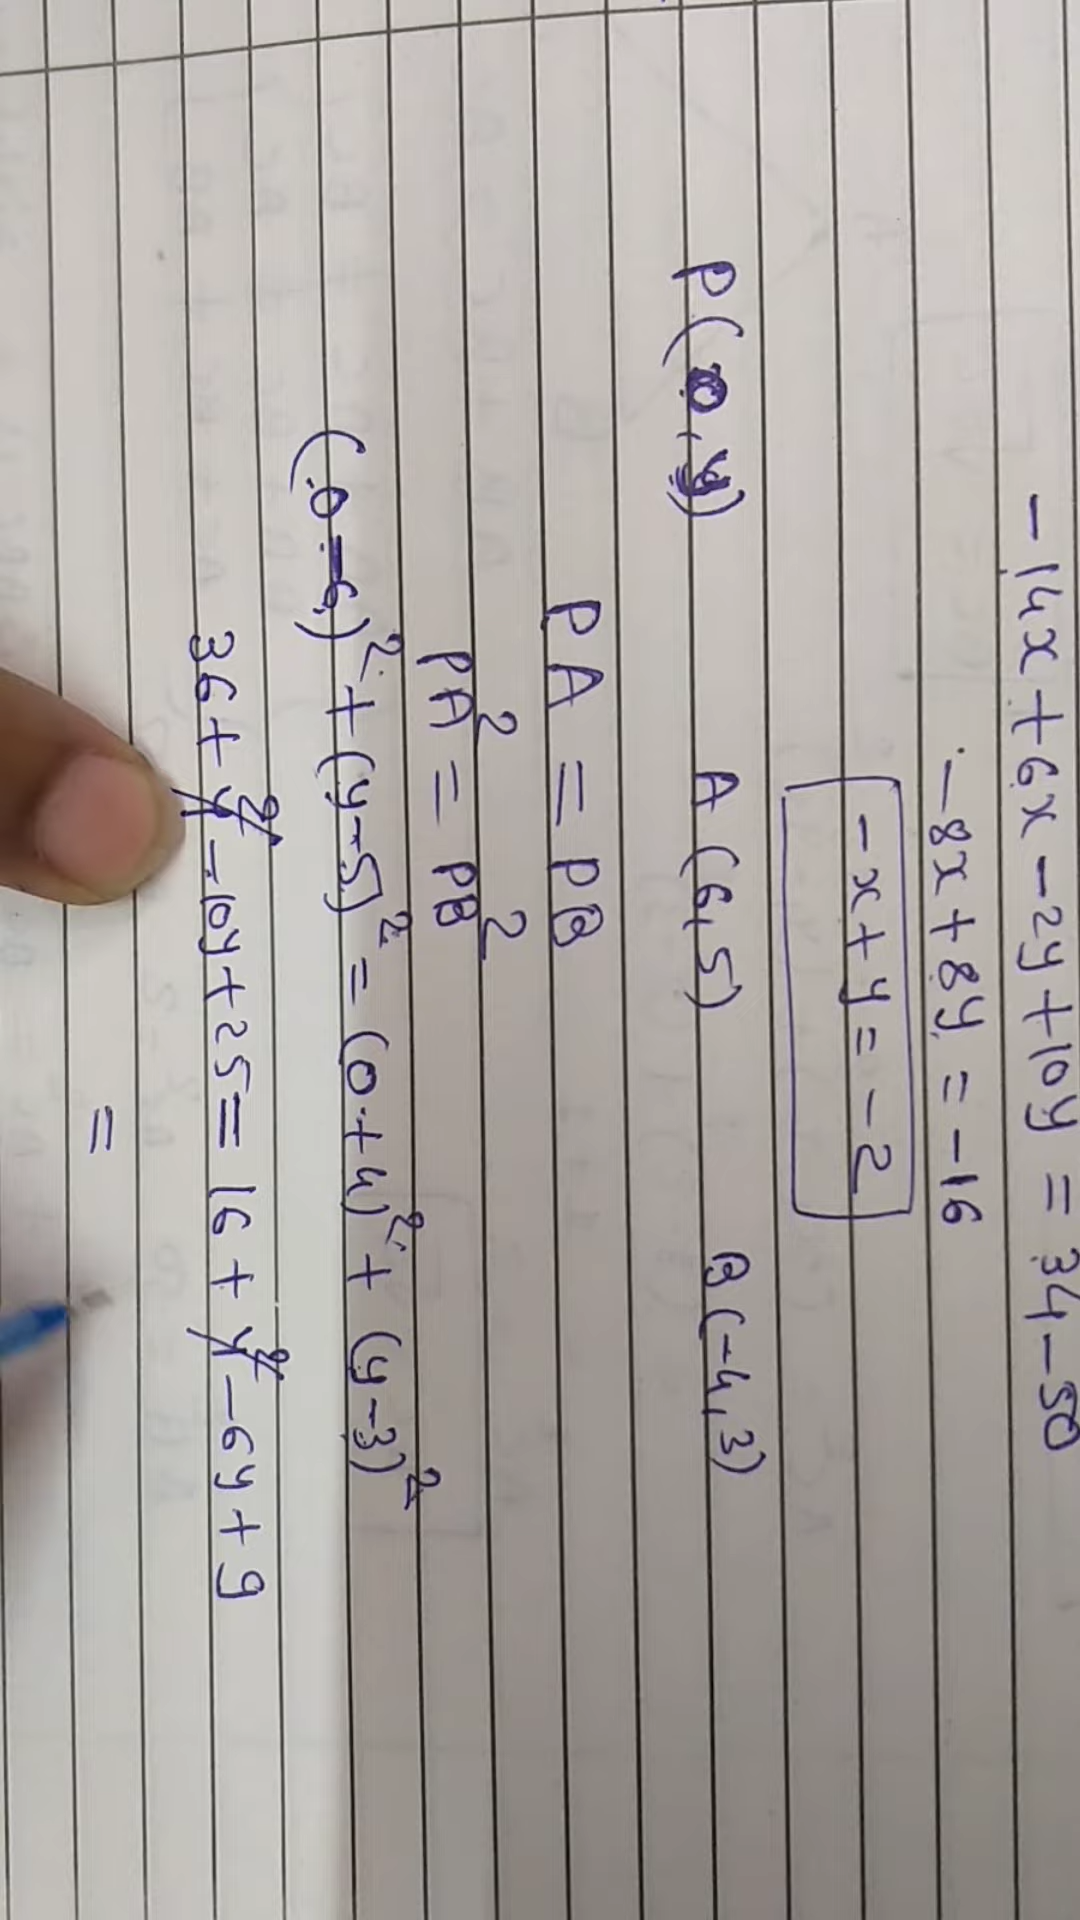 -14x + 6x - 2y + 10y = 34 - 50
-8x + 8y = -16
-x + y = -2
P(0, y) A(6, 5) B(-4, 3)
PA = PB
PA² = PB²
(0-6)² + (y-5)² = (0+4)² + (y-3)²
36 + y² - 10y + 25 = 16 + y² - 6y + 9
=